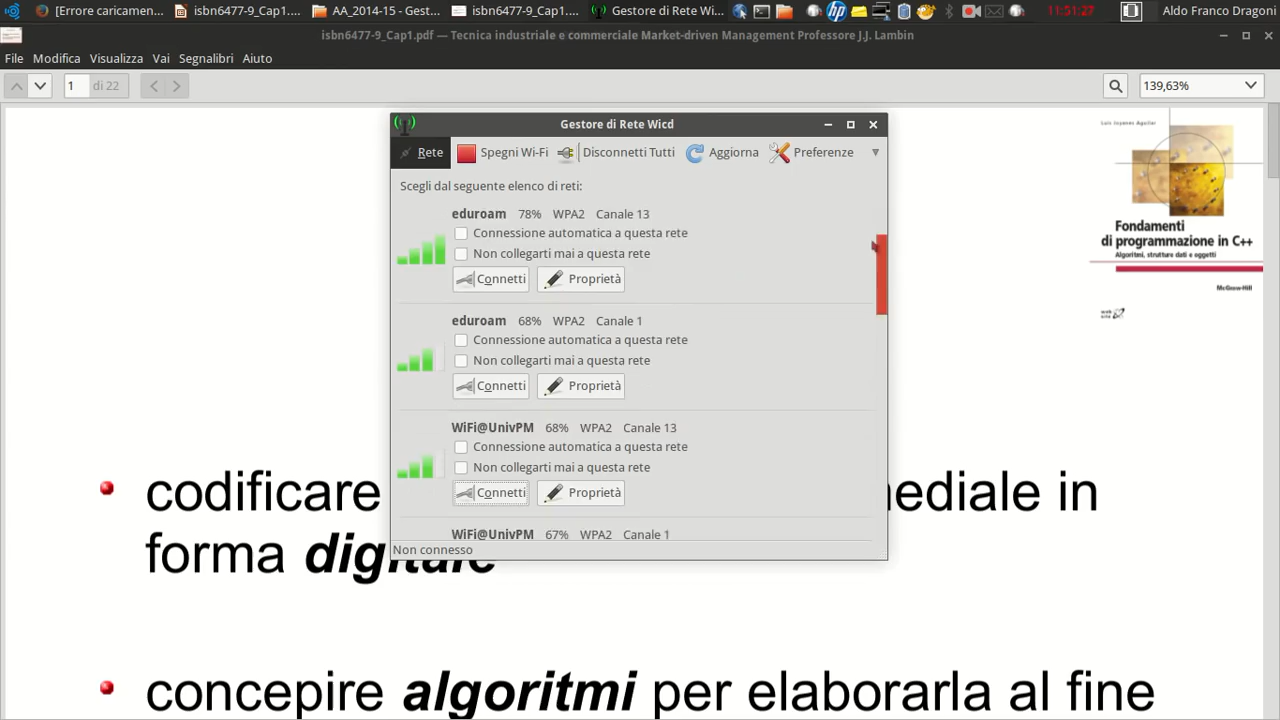 [Errore caricamen... isbn6477-9_Cap1.... AA_2014-15 - Gest... isbn6477-9_Cap1.... Gestore di Rete Wi... 11:51:27 Aldo Franco Dragoni
isbn6477-9_Cap1.pdf — Tecnica industriale e commerciale Market-driven Management Professore J.J. Lambin
File Modifica Visualizza Vai Segnalibri Aiuto
1 di 22 139,63%
Gestore di Rete Wicd
Rete Spegni Wi-Fi Disconnetti Tutti Aggiorna Preferenze
Scegli dal seguente elenco di reti:
eduroam 78% WPA2 Canale 13
Connessione automatica a questa rete
Non collegarti mai a questa rete
Connetti Proprietà
eduroam 68% WPA2 Canale 1
Connessione automatica a questa rete
Non collegarti mai a questa rete
Connetti Proprietà
WiFi@UnivPM 68% WPA2 Canale 13
Connessione automatica a questa rete
Non collegarti mai a questa rete
Connetti Proprietà
WiFi@UnivPM 67% WPA2 Canale 1
Non connesso
Luis Joyanes Aguilar
Fondamenti
di programmazione in C++
Algoritmi, strutture dati e oggetti
McGraw-Hill
web
site
codificare mediale in
forma digitale
concepire algoritmi per elaborarla al fine